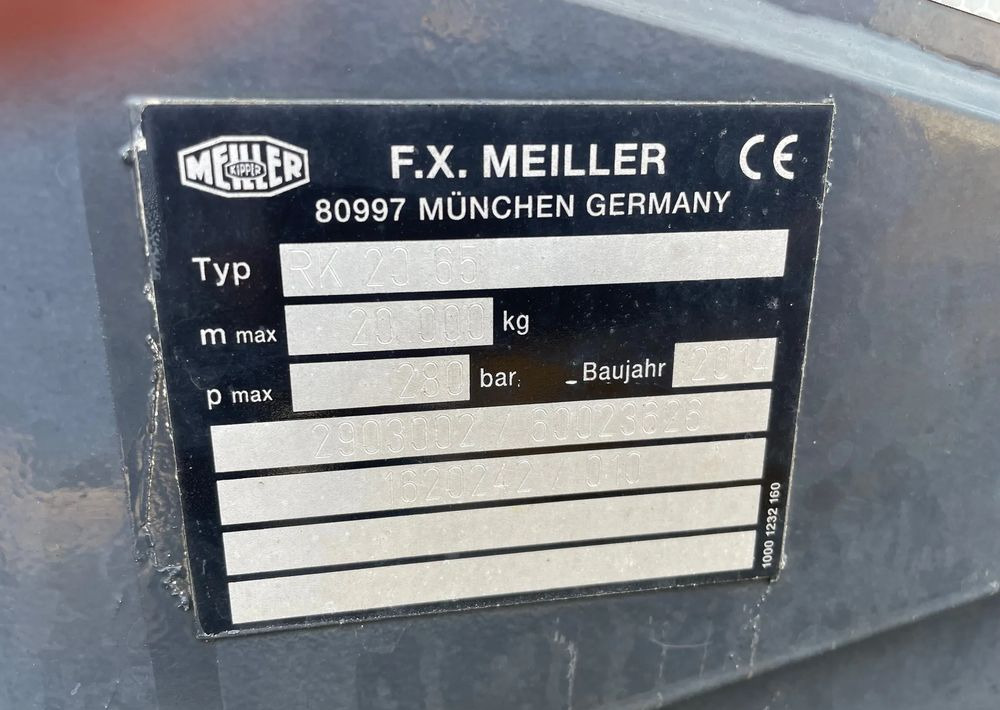 MEILLER
KIPPER
F.X. MEILLER CE
80997 MÜNCHEN GERMANY
Typ RK 20 65
m max 20.000 kg
p max 280 bar. Baujahr 2014
2903002 / 60023626
1620242 / 010
1000 1232 160